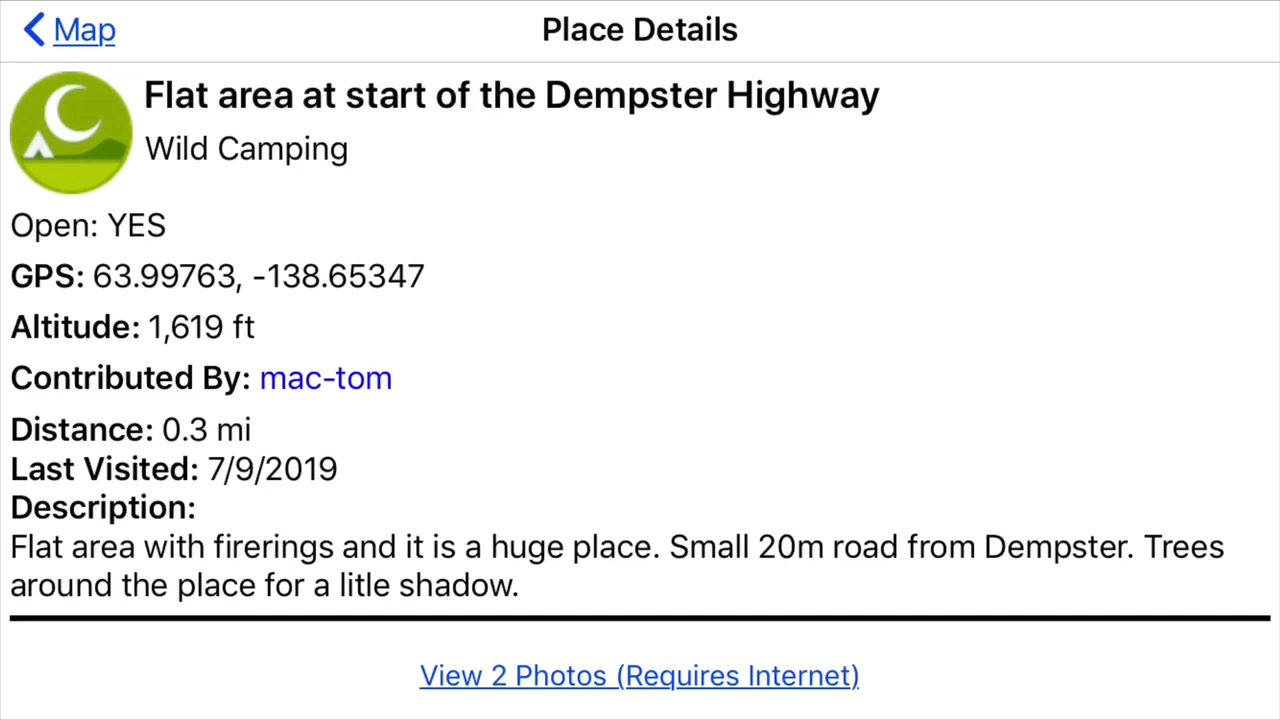 Map
Place Details
Flat area at start of the Dempster Highway
Wild Camping
Open: YES
GPS: 63.99763, -138.65347
Altitude: 1,619 ft
Contributed By: mac-tom
Distance: 0.3 mi
Last Visited: 7/9/2019
Description:
Flat area with firerings and it is a huge place. Small 20m road from Dempster. Trees
around the place for a litle shadow.
View 2 Photos (Requires Internet)